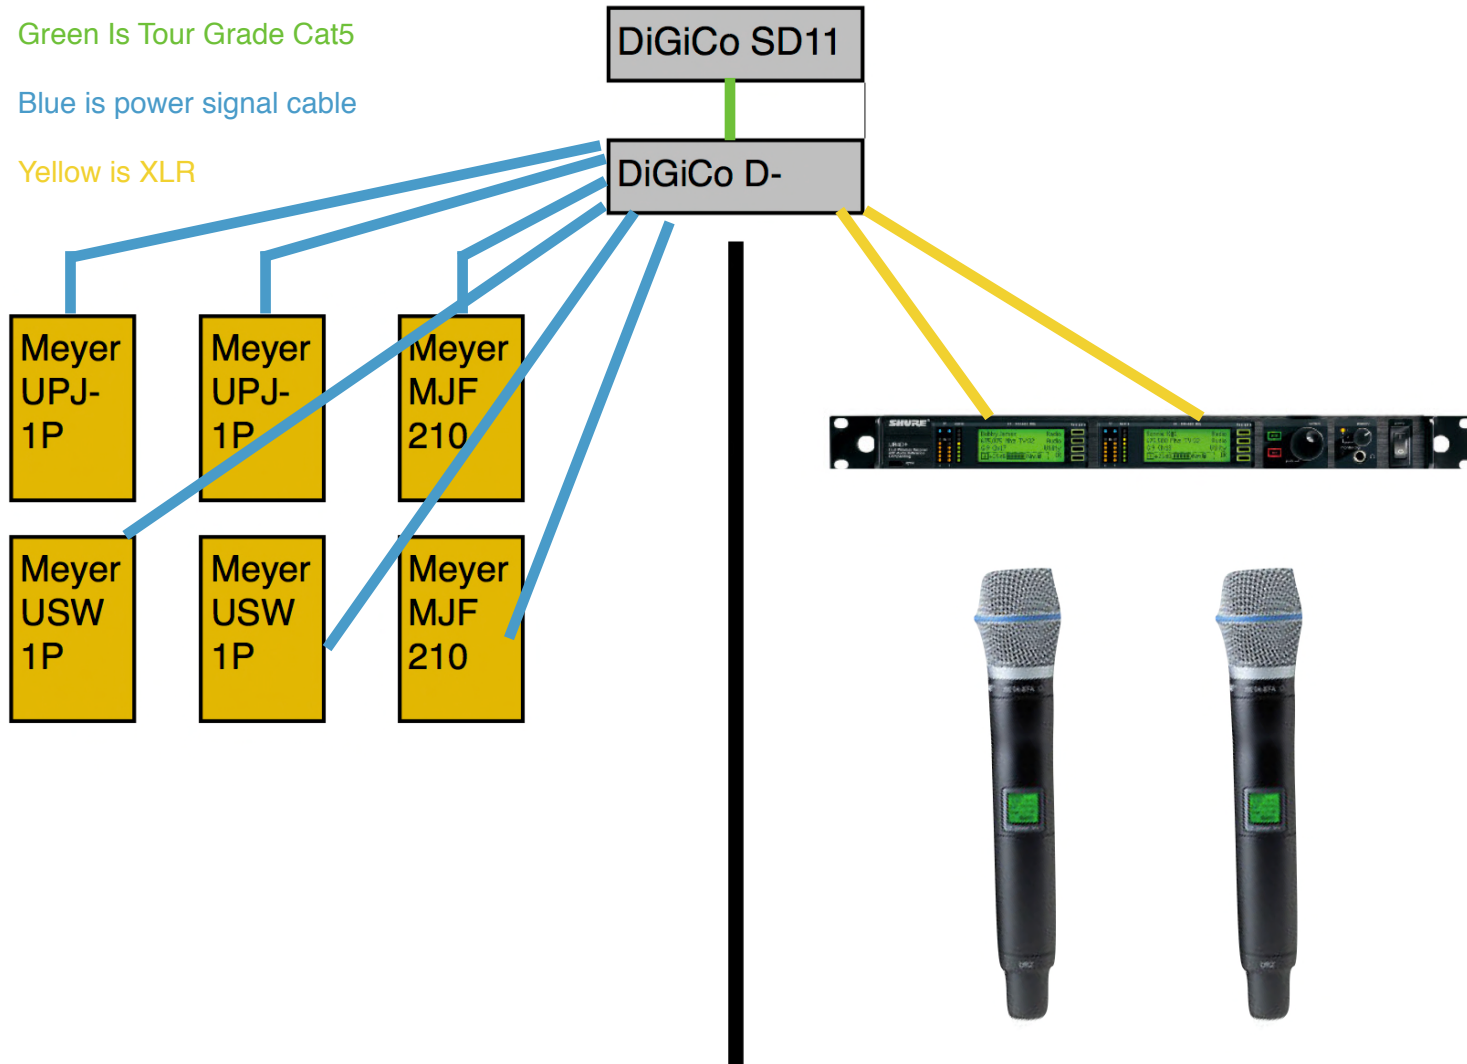 Green Is Tour Grade Cat5
Blue is power signal cable
Yellow is XLR
DiGiCo SD11
DiGiCo D-
Meyer
UPJ-
1P
Meyer
UPJ-
1P
Meyer
MJF
210
Meyer
USW
1P
Meyer
USW
1P
Meyer
MJF
210
SHURE